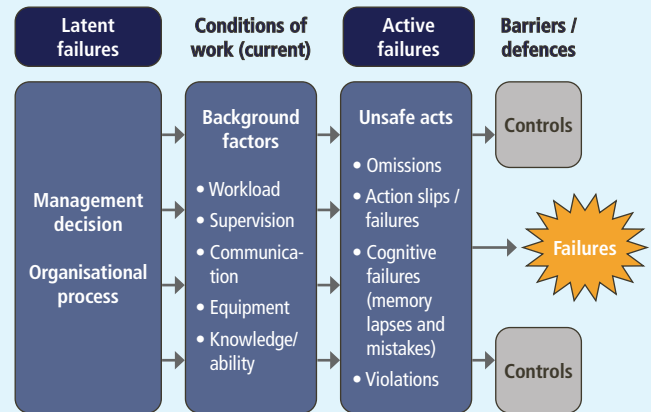 Latent
failures
Conditions of
work (current)
Active
failures
Barriers /
defences
Management
decision
Organisational
process
Background
factors
• Workload
• Supervision
• Communica-
tion
• Equipment
• Knowledge/
ability
Unsafe acts
• Omissions
• Action slips /
failures
• Cognitive
failures
(memory
lapses and
mistakes)
• Violations
Controls
Failures
Controls